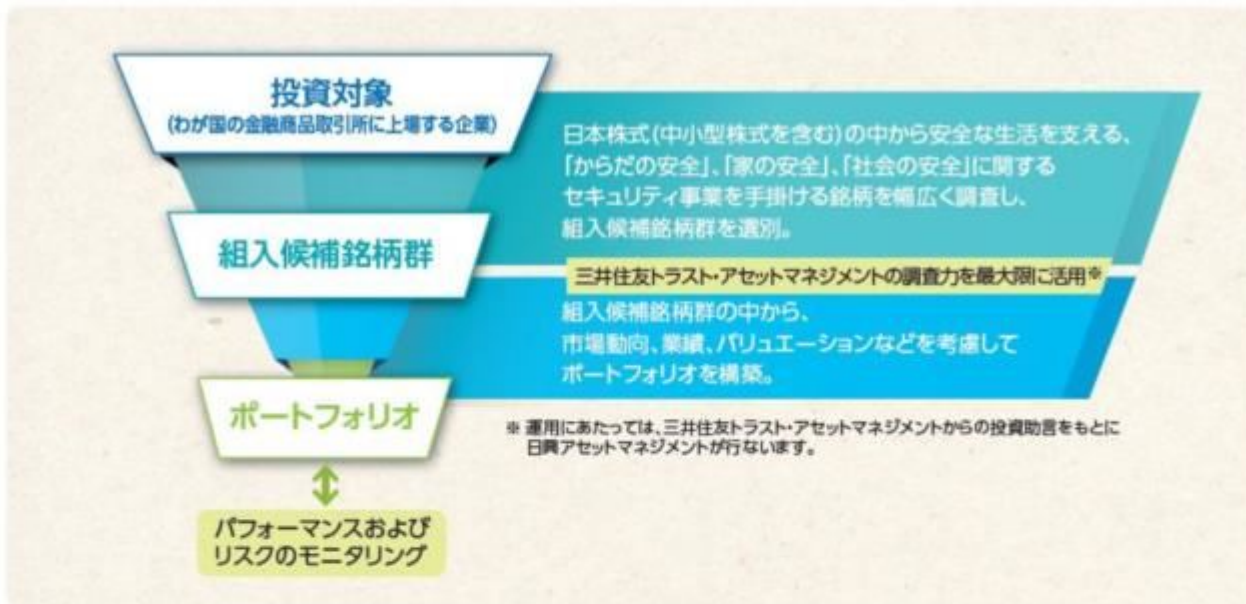 投資対象
(わが国の金融商品取引所に上場する企業)
日本株式(中小型株式を含む)の中から安全な生活を支える、
「からだの安全」、「家の安全」、「社会の安全」に関する
セキュリティ事業を手掛ける銘柄を幅広く調査し、
組入候補銘柄群を選別。
組入候補銘柄群
三井住友トラスト・アセットマネジメントの調査力を最大限に活用※
組入候補銘柄群の中から、
市場動向、業績、バリュエーションなどを考慮して
ポートフォリオを構築。
ポートフォリオ
※ 運用にあたっては、三井住友トラスト・アセットマネジメントからの投資助言をもとに
日興アセットマネジメントが行ないます。
パフォーマンスおよび
リスクのモニタリング